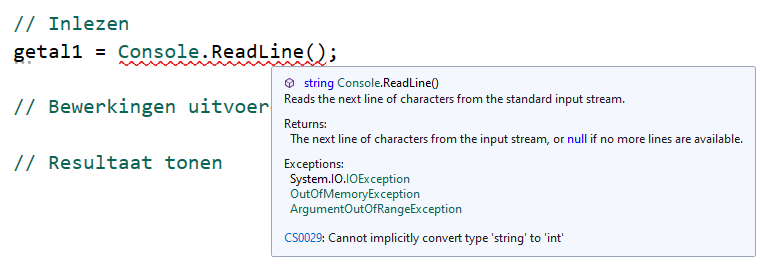 // Inlezen
getal1 = Console.ReadLine();
string Console.ReadLine()
Reads the next line of characters from the standard input stream.
// Bewerkingen uitvoer
Returns:
The next line of characters from the input stream, or null if no more lines are available.
// Resultaat tonen
Exceptions:
System.IO.IOException
OutOfMemoryException
ArgumentOutOfRangeException
CS0029: Cannot implicitly convert type 'string' to 'int'